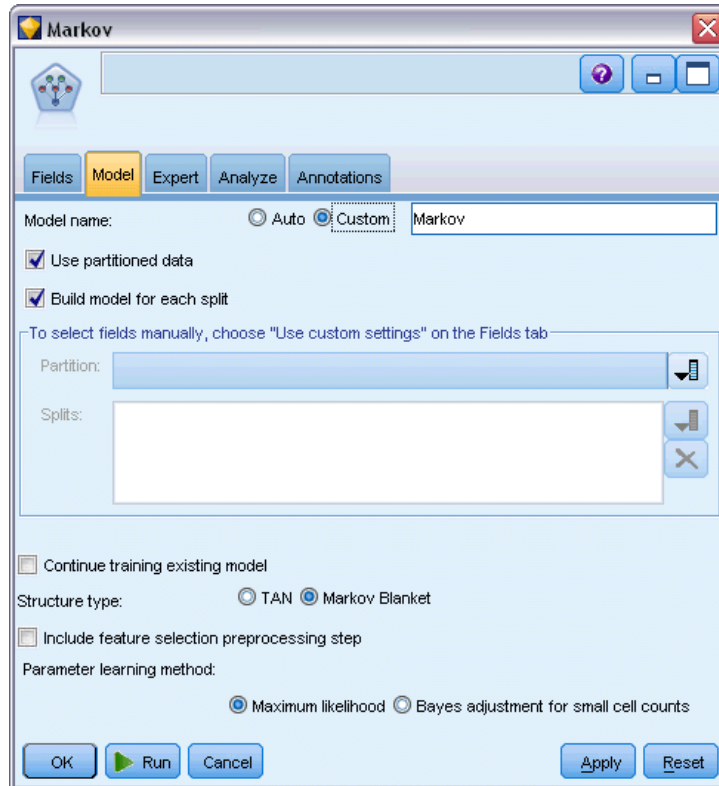 Markov
Fields Model Expert Analyze Annotations
Model name: Auto Custom Markov
Use partitioned data
Build model for each split
To select fields manually, choose "Use custom settings" on the Fields tab
Partition:
Splits:
Continue training existing model
Structure type: TAN Markov Blanket
Include feature selection preprocessing step
Parameter learning method:
Maximum likelihood Bayes adjustment for small cell counts
OK Run Cancel Apply Reset